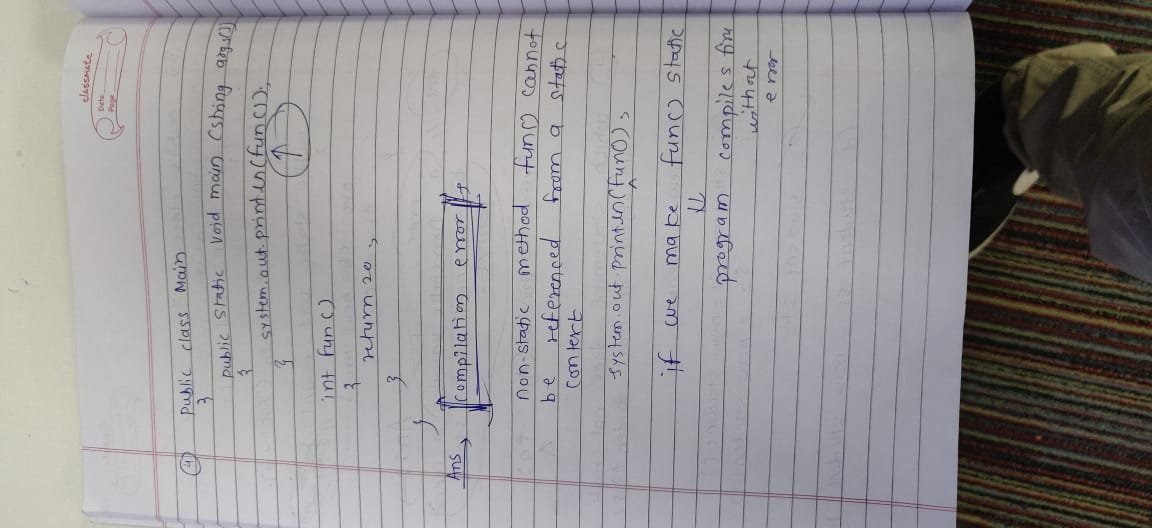 classmate
Date
Page
④ Public class Main
{
public static void main (string args[])
{
system.out.println(fun());
}
int fun()
{
return 20;
}
}
Ans → Compilation error
non-static method fun() cannot
be referenced from a static
context
system.out.println(fun());
if we make fun() static
⇓
program compiles fine
without
error